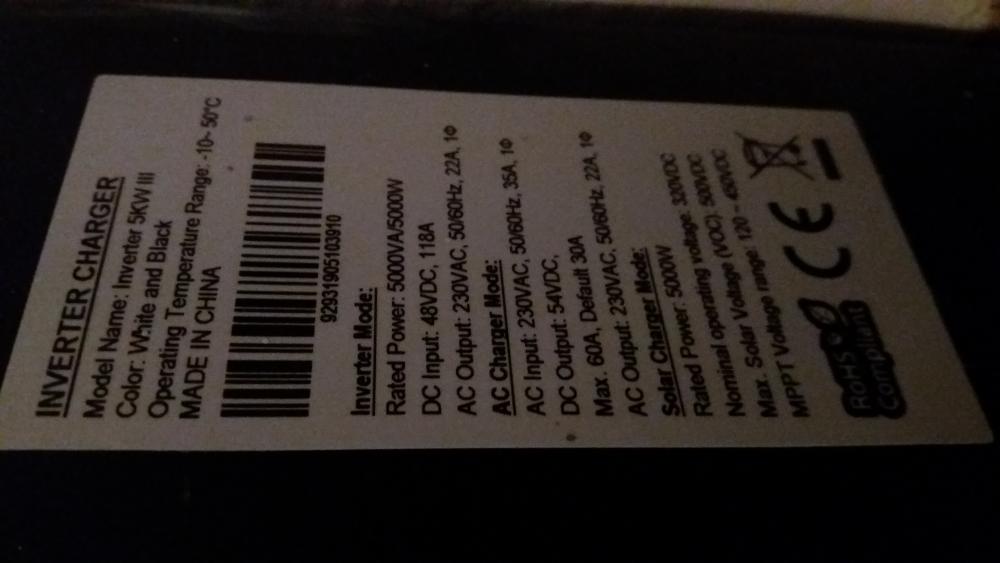 INVERTER CHARGER
Model Name: Inverter 5KW III
Color: White and Black
Operating Temperature Range: -10~ 50°C
MADE IN CHINA
92931905103910
Inverter Mode:
Rated Power: 5000VA/5000W
DC Input: 48VDC, 118A
AC Output: 230VAC, 50/60Hz, 22A, 1Φ
AC Charger Mode:
AC Input: 230VAC, 50/60Hz, 35A, 1Φ
DC Output: 54VDC,
Max. 60A, Default 30A
AC Output: 230VAC, 50/60Hz, 22A, 1Φ
Solar Charger Mode:
Rated Power: 5000W
Rated operating voltage: 320VDC
Nominal operating voltage (VOC): 500VDC
Max. Solar Voltage range: 120 ~ 450VDC
MPPT Voltage
RoHS
Compliant
CE